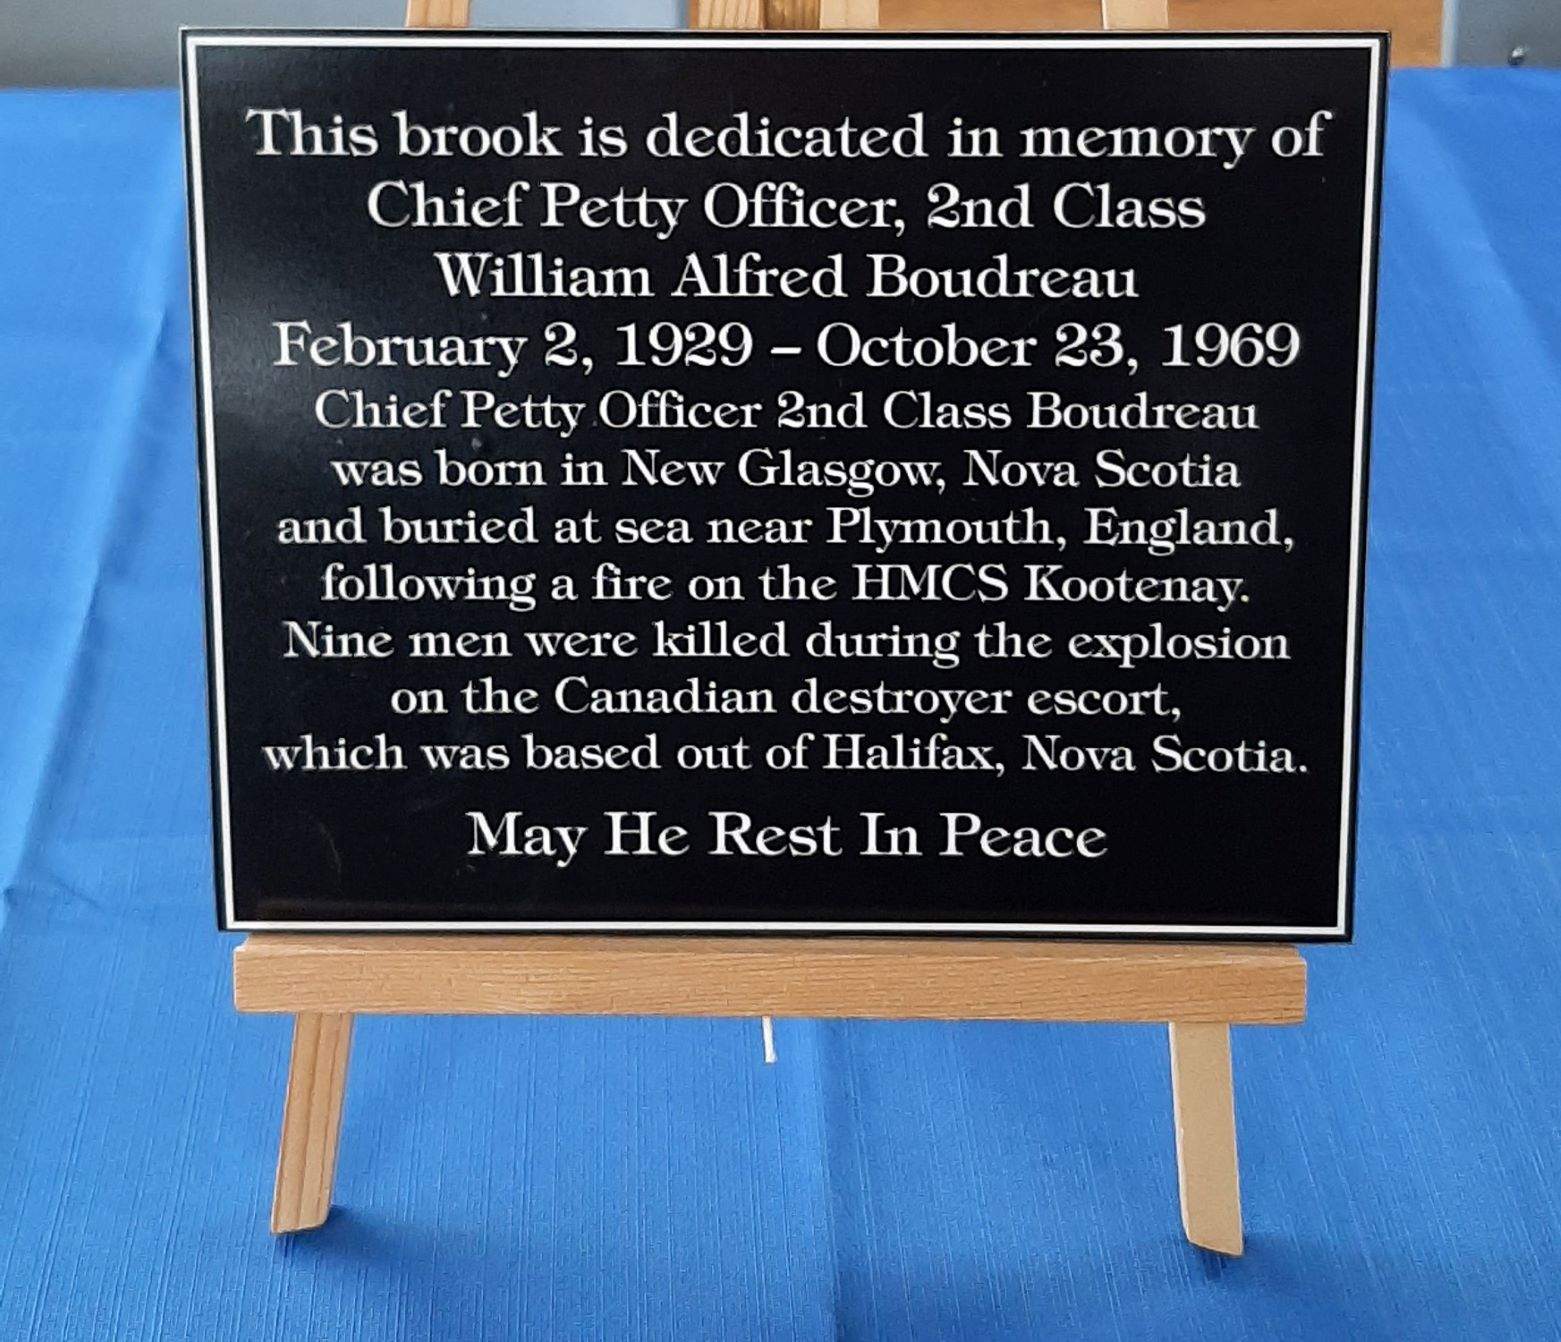 This brook is dedicated in memory of
Chief Petty Officer, 2nd Class
William Alfred Boudreau
February 2, 1929 – October 23, 1969
Chief Petty Officer 2nd Class Boudreau
was born in New Glasgow, Nova Scotia
and buried at sea near Plymouth, England,
following a fire on the HMCS Kootenay.
Nine men were killed during the explosion
on the Canadian destroyer escort,
which was based out of Halifax, Nova Scotia.
May He Rest In Peace